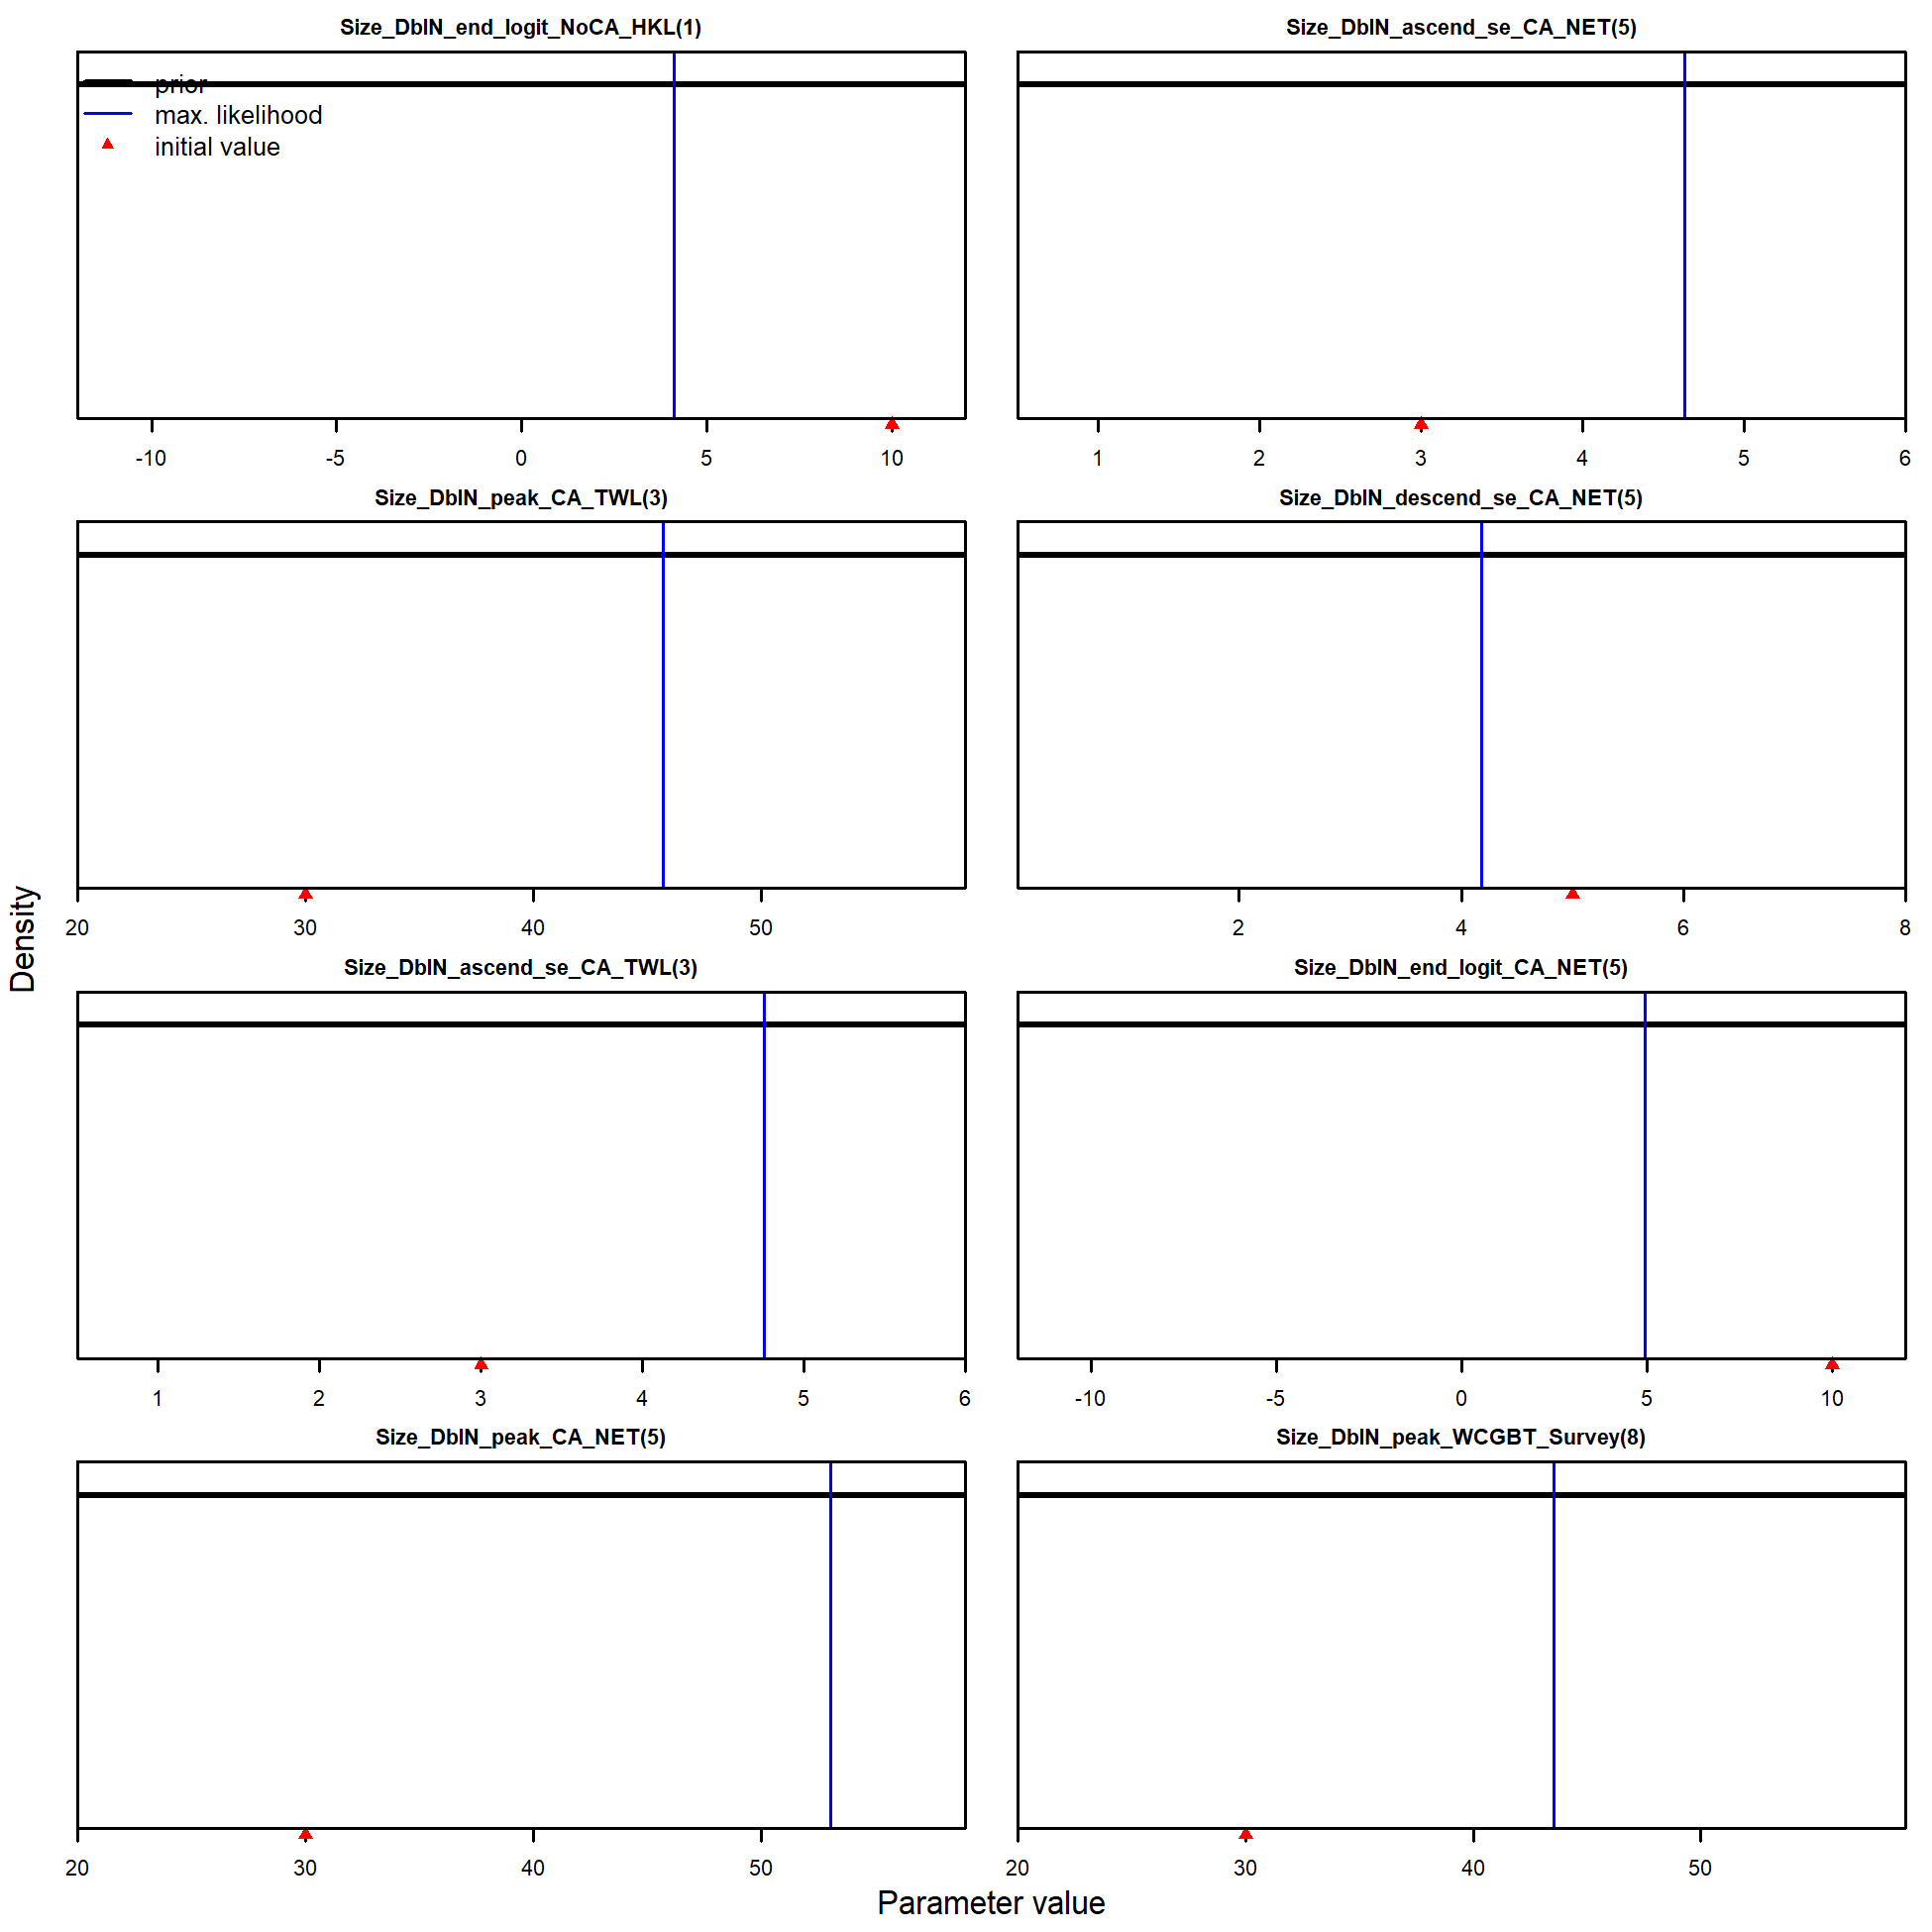 Size_DblN_end_logit_NoCA_HKL(1)
prior
max. likelihood
initial value
-10 -5 0 5 10
Size_DblN_ascend_se_CA_NET(5)
1 2 3 4 5 6
Size_DblN_peak_CA_TWL(3)
20 30 40 50
Size_DblN_descend_se_CA_NET(5)
2 4 6 8
Size_DblN_ascend_se_CA_TWL(3)
1 2 3 4 5 6
Size_DblN_end_logit_CA_NET(5)
-10 -5 0 5 10
Size_DblN_peak_CA_NET(5)
20 30 40 50
Size_DblN_peak_WCGBT_Survey(8)
20 30 40 50
Density
Parameter value